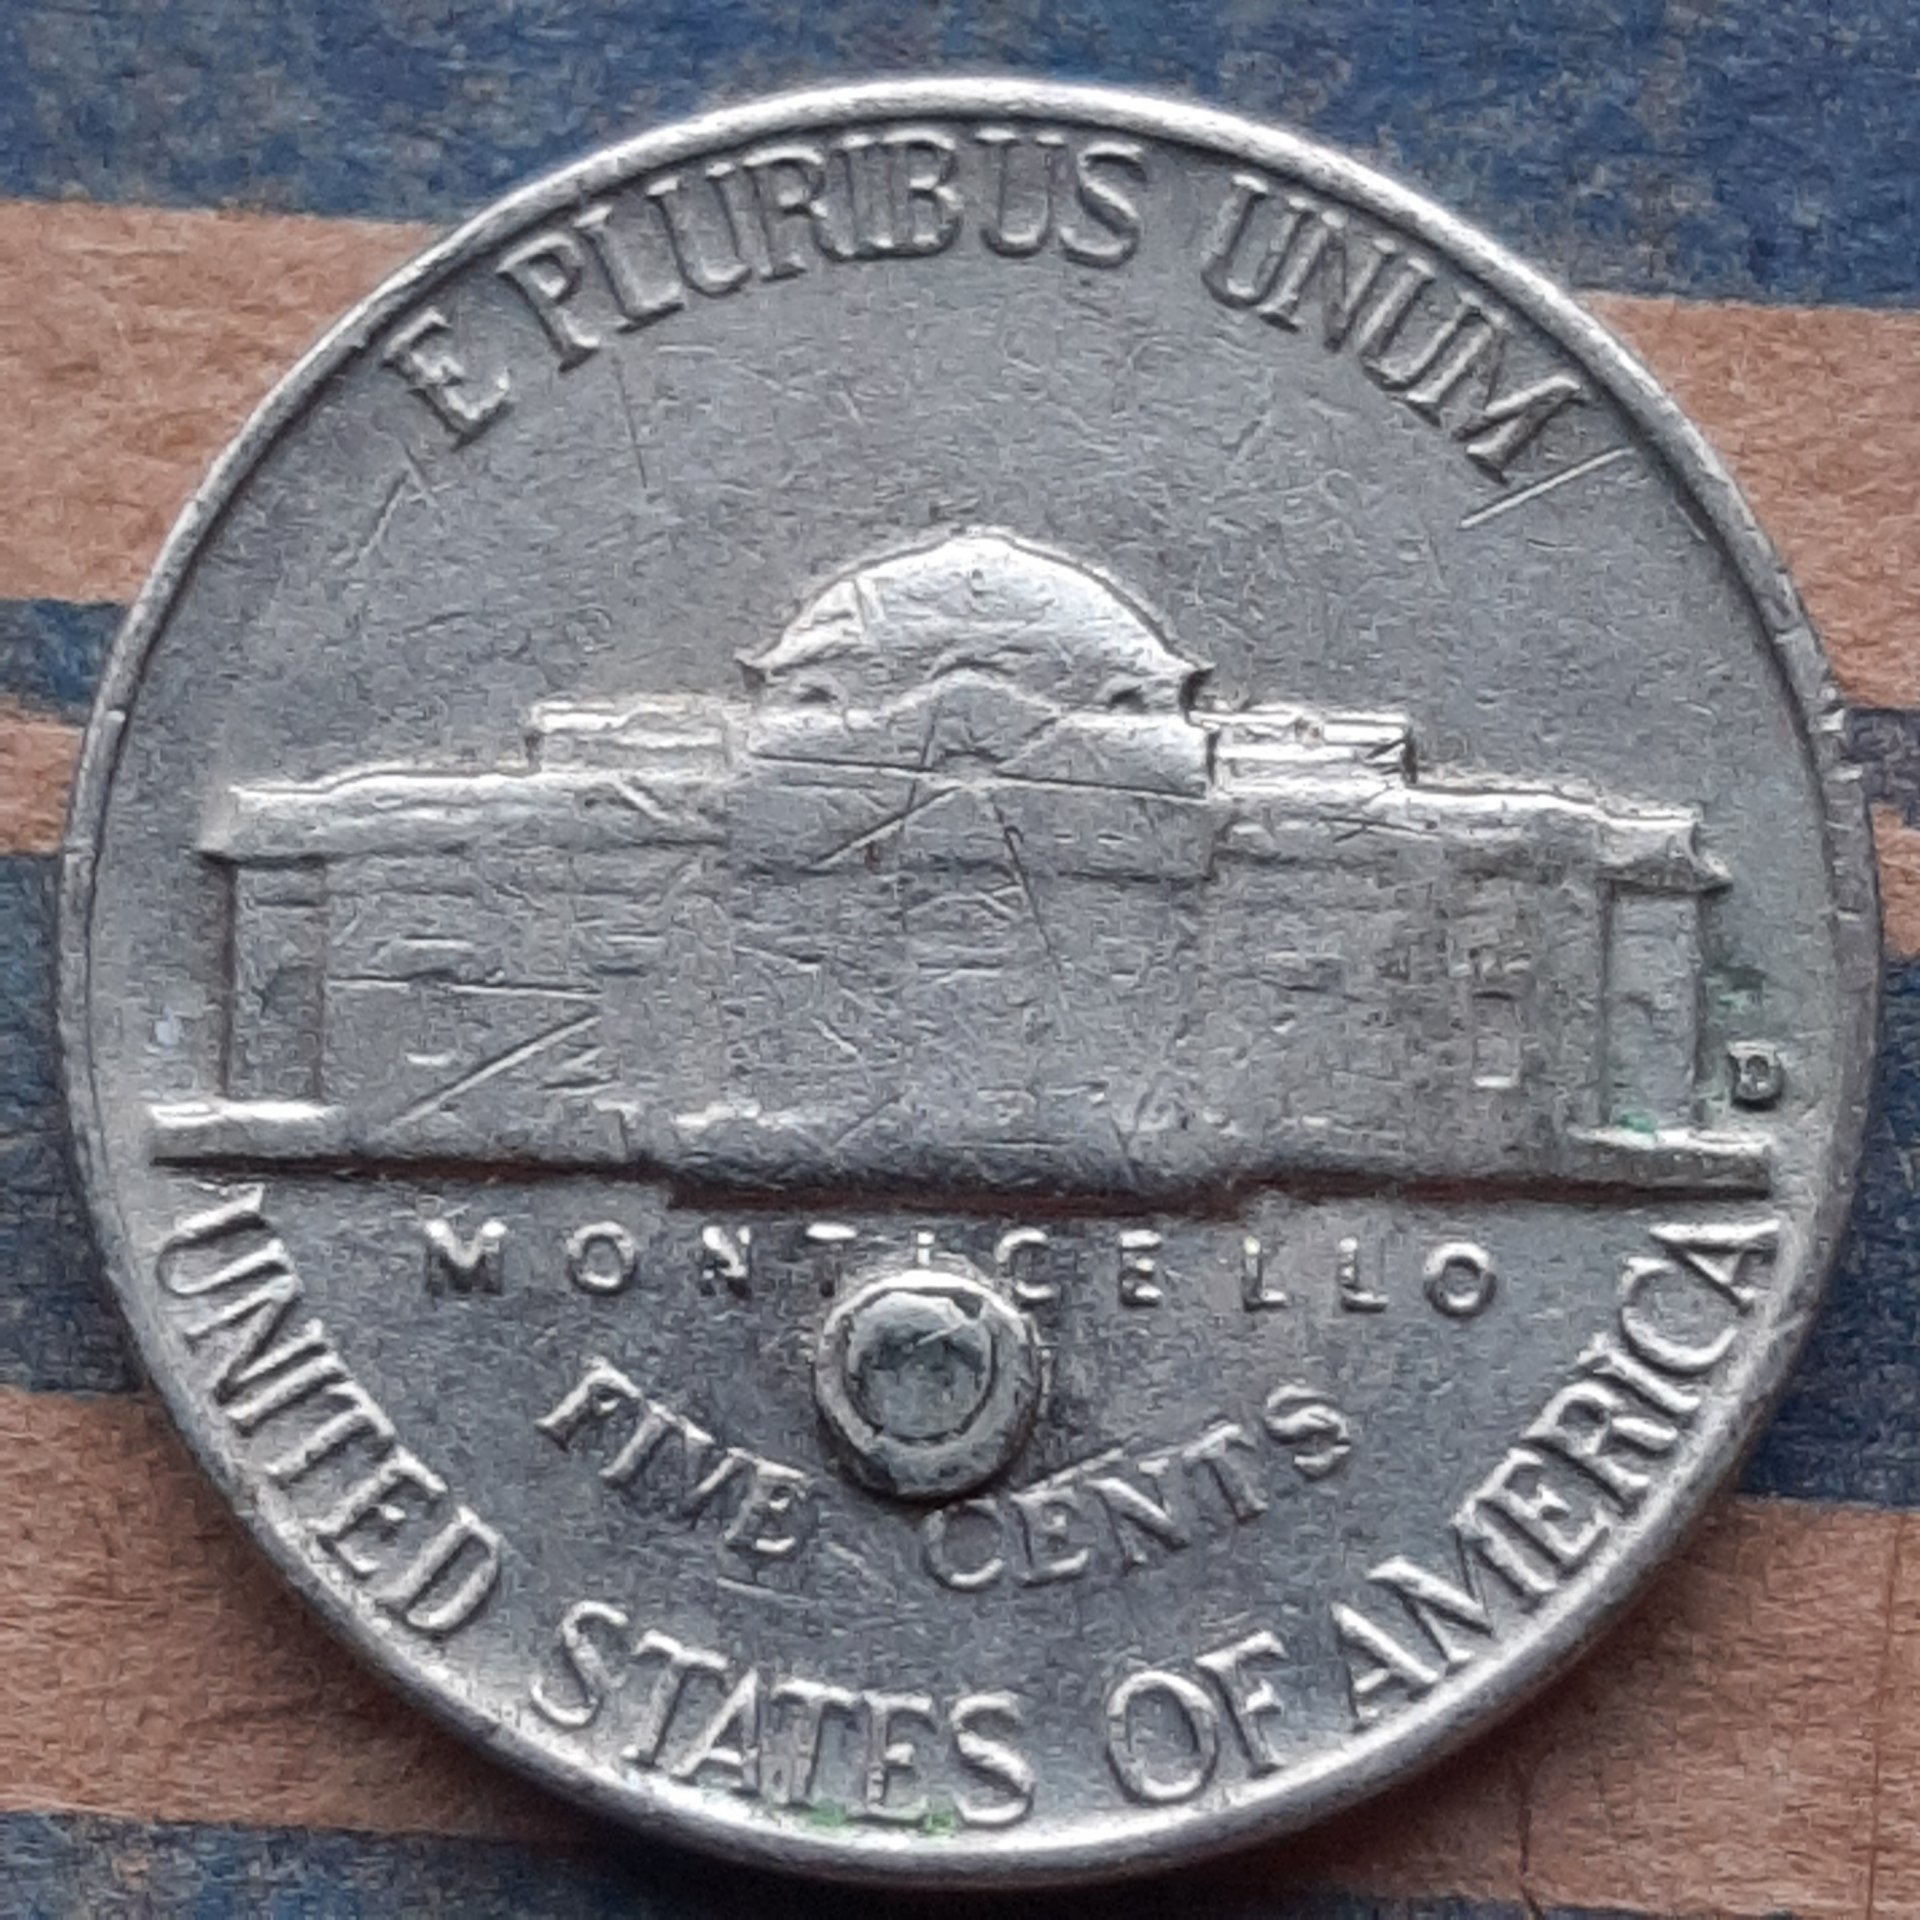 E PLURIBUS UNUM
D
MONTICELLO
FIVE CENTS
UNITED STATES OF AMERICA